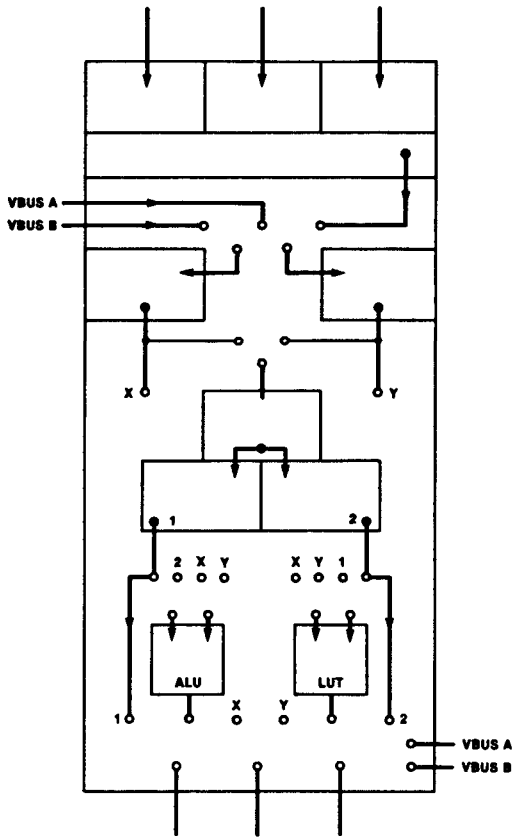 VBUS A
VBUS B
X Y
1 2
2 X Y X Y 1
ALU LUT
1 X Y 2
VBUS A
VBUS B